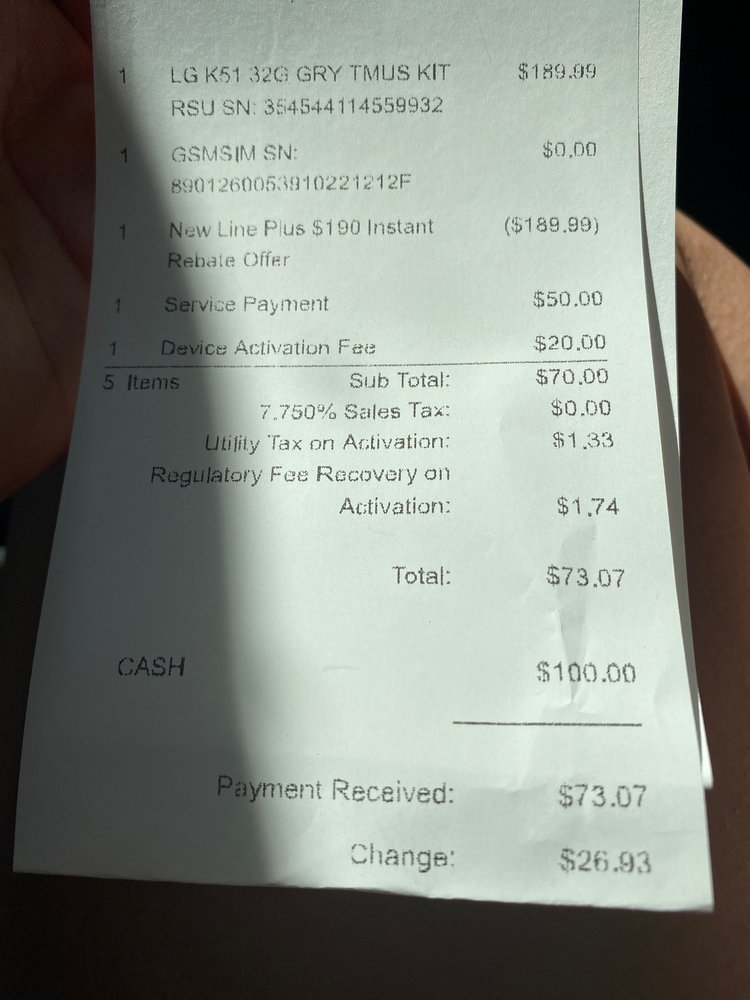 1 LG K51 32G GRY TMUS KIT $189.99
RSU SN: 354544114559932
1 GSMSIM SN: $0.00
8901260053910221212F
1 New Line Plus $190 Instant ($189.99)
Rebate Offer
1 Service Payment $50.00
1 Device Activation Fee $20.00
5 Items Sub Total: $70.00
7.750% Sales Tax: $0.00
Utility Tax on Activation: $1.33
Regulatory Fee Recovery on
Activation: $1.74
Total: $73.07
CASH $100.00
Payment Received: $73.07
Change: $26.93